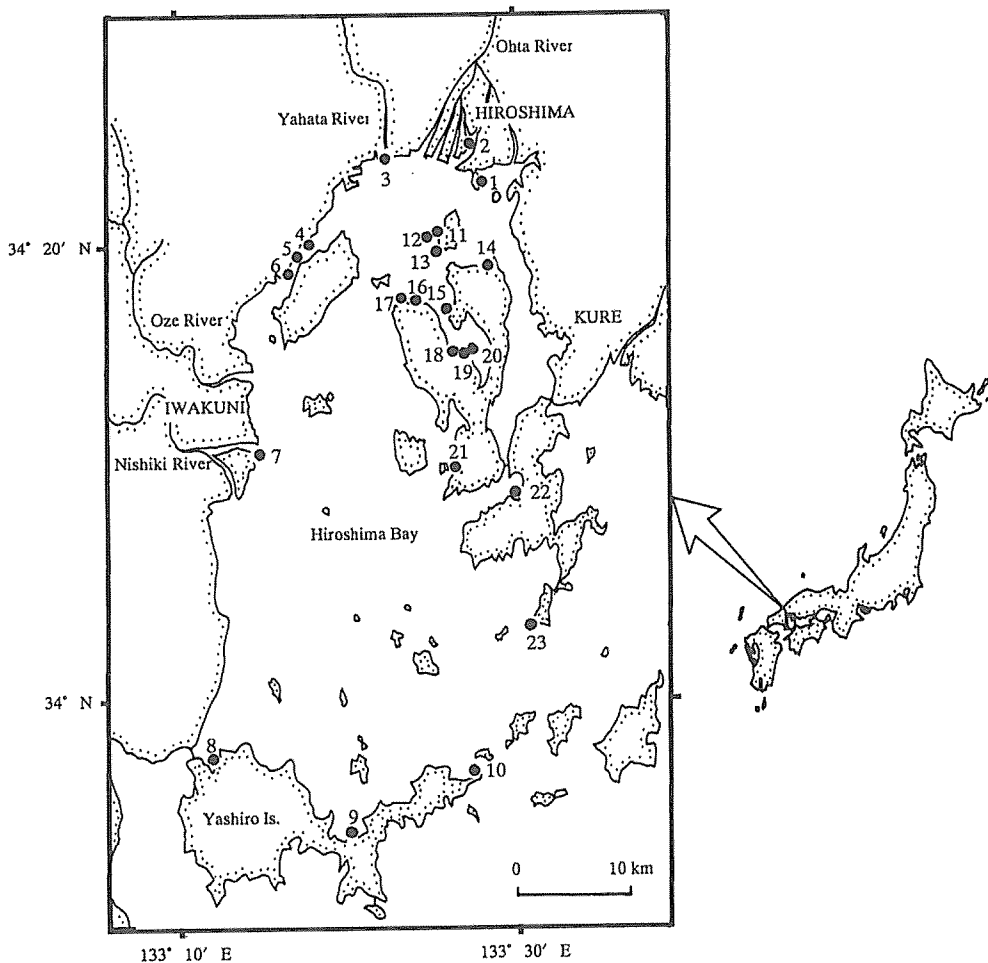 Ohta River
Yahata River
HIROSHIMA
2
3
1
34° 20′ N
4
5
6
12
11
13
14
17
16
15
Oze River
KURE
18
20
19
IWAKUNI
Nishiki River
7
21
22
Hiroshima Bay
23
34° N
8
10
9
Yashiro Is.
0 10 km
133° 10′ E
133° 30′ E